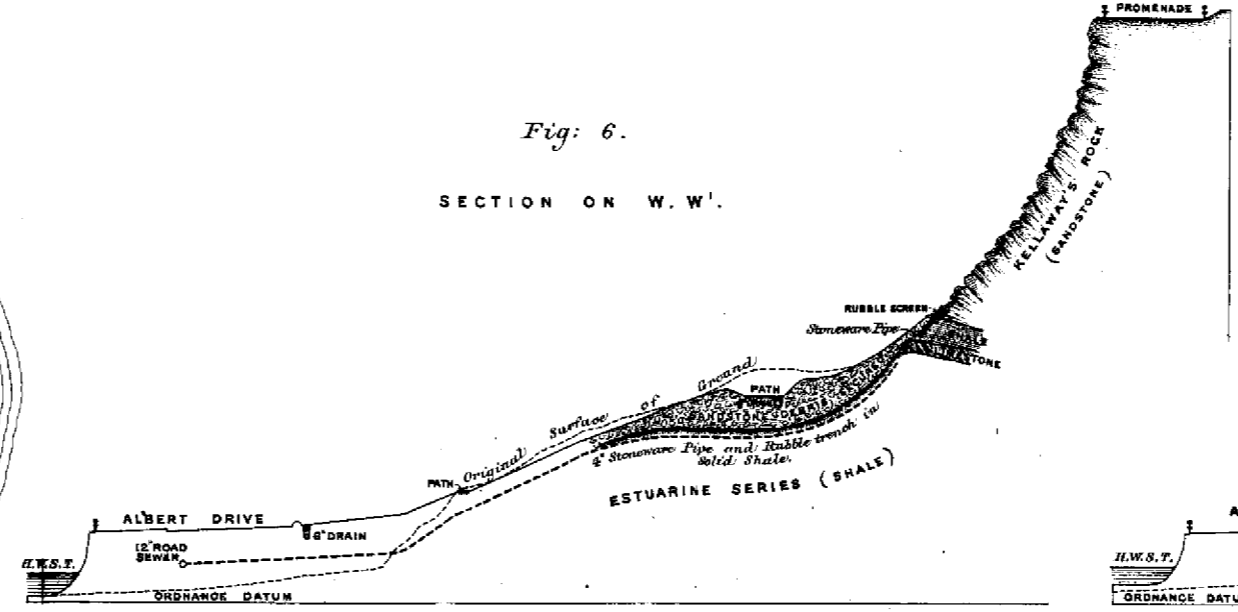 PROMENADE
Fig: 6.
SECTION ON W. W'.
KELLAWAY'S ROCK
(SANDSTONE)
RUBBLE SCREEN
Stoneware Pipe
SHALE
STONE
Original Surface of Ground
PATH
SANDSTONE DEBRIS
4" Stoneware Pipe and Rubble trench in
Solid Shale.
ESTUARINE SERIES (SHALE)
PATH
ALBERT DRIVE
DRAIN
12" ROAD
SEWER
H.W.S.T.
ORDNANCE DATUM
A
H.W.S.T.
ORDNANCE DATU